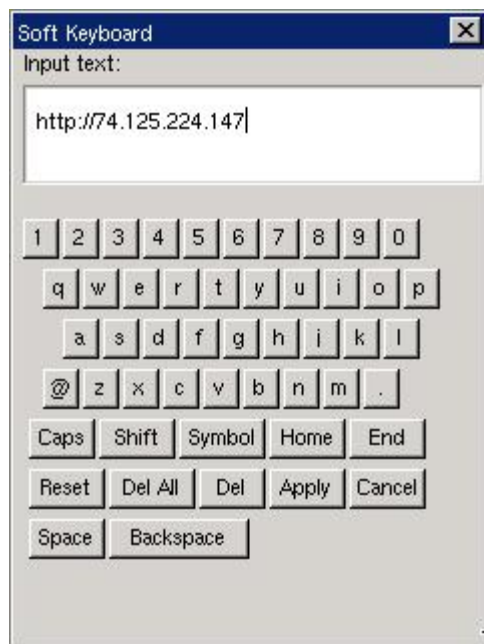 Soft Keyboard
Input text:
http://74.125.224.147
1 2 3 4 5 6 7 8 9 0
q w e r t y u i o p
a s d f g h j k l
@ z x c v b n m .
Caps Shift Symbol Home End
Reset Del All Del Apply Cancel
Space Backspace